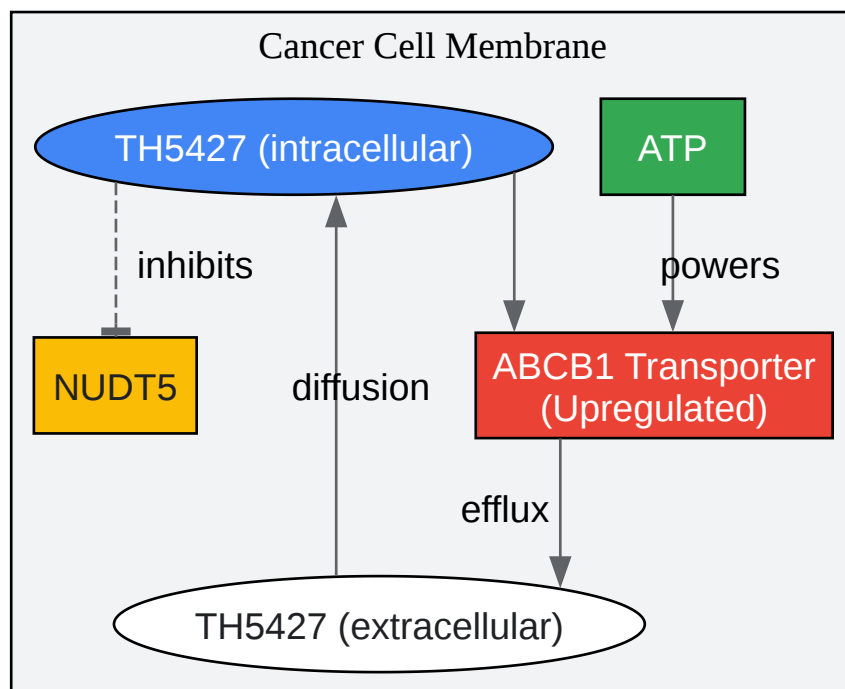 Cancer Cell Membrane
TH5427 (intracellular)
ATP
inhibits
powers
NUDT5
diffusion
ABCB1 Transporter
(Upregulated)
efflux
TH5427 (extracellular)